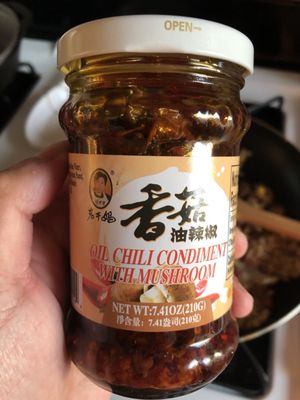 OPEN→
老干妈
香菇
油辣椒
OIL CHILI CONDIMENT
WITH MUSHROOM
NET WT:7.41OZ(210G)
淨含量:7.41盎司(210克)